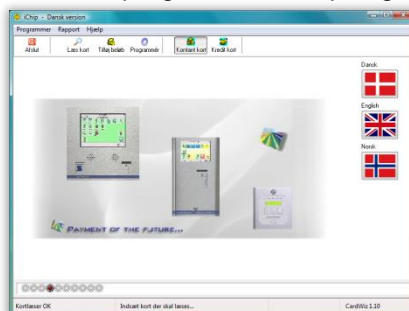 iChip - Dansk version
Programmer Rapport Hjælp
Afslut Læs kort Tilføj beløb Programmér Kontant kort Kredit kort
Dansk
English
Norsk
PAYMENT OF THE FUTURE...
Kortlæser OK Indsæt kort der skal læses... CardWiz 1.10